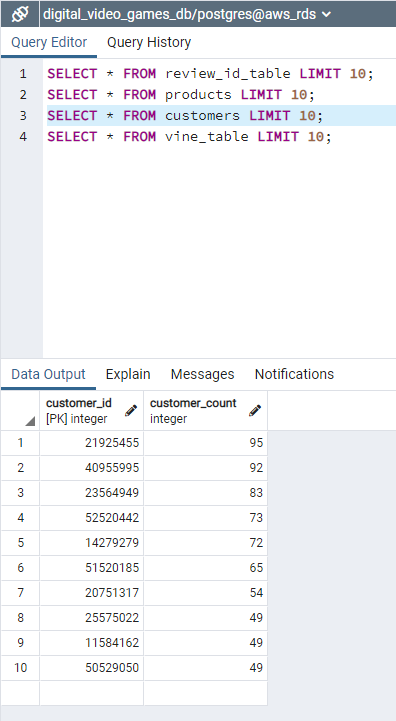 digital_video_games_db/postgres@aws_rds
Query Editor Query History
1 SELECT * FROM review_id_table LIMIT 10;
2 SELECT * FROM products LIMIT 10;
3 SELECT * FROM customers LIMIT 10;
4 SELECT * FROM vine_table LIMIT 10;
Data Output Explain Messages Notifications
customer_id customer_count
[PK] integer integer
1 21925455 95
2 40955995 92
3 23564949 83
4 52520442 73
5 14279279 72
6 51520185 65
7 20751317 54
8 25575022 49
9 11584162 49
10 50529050 49